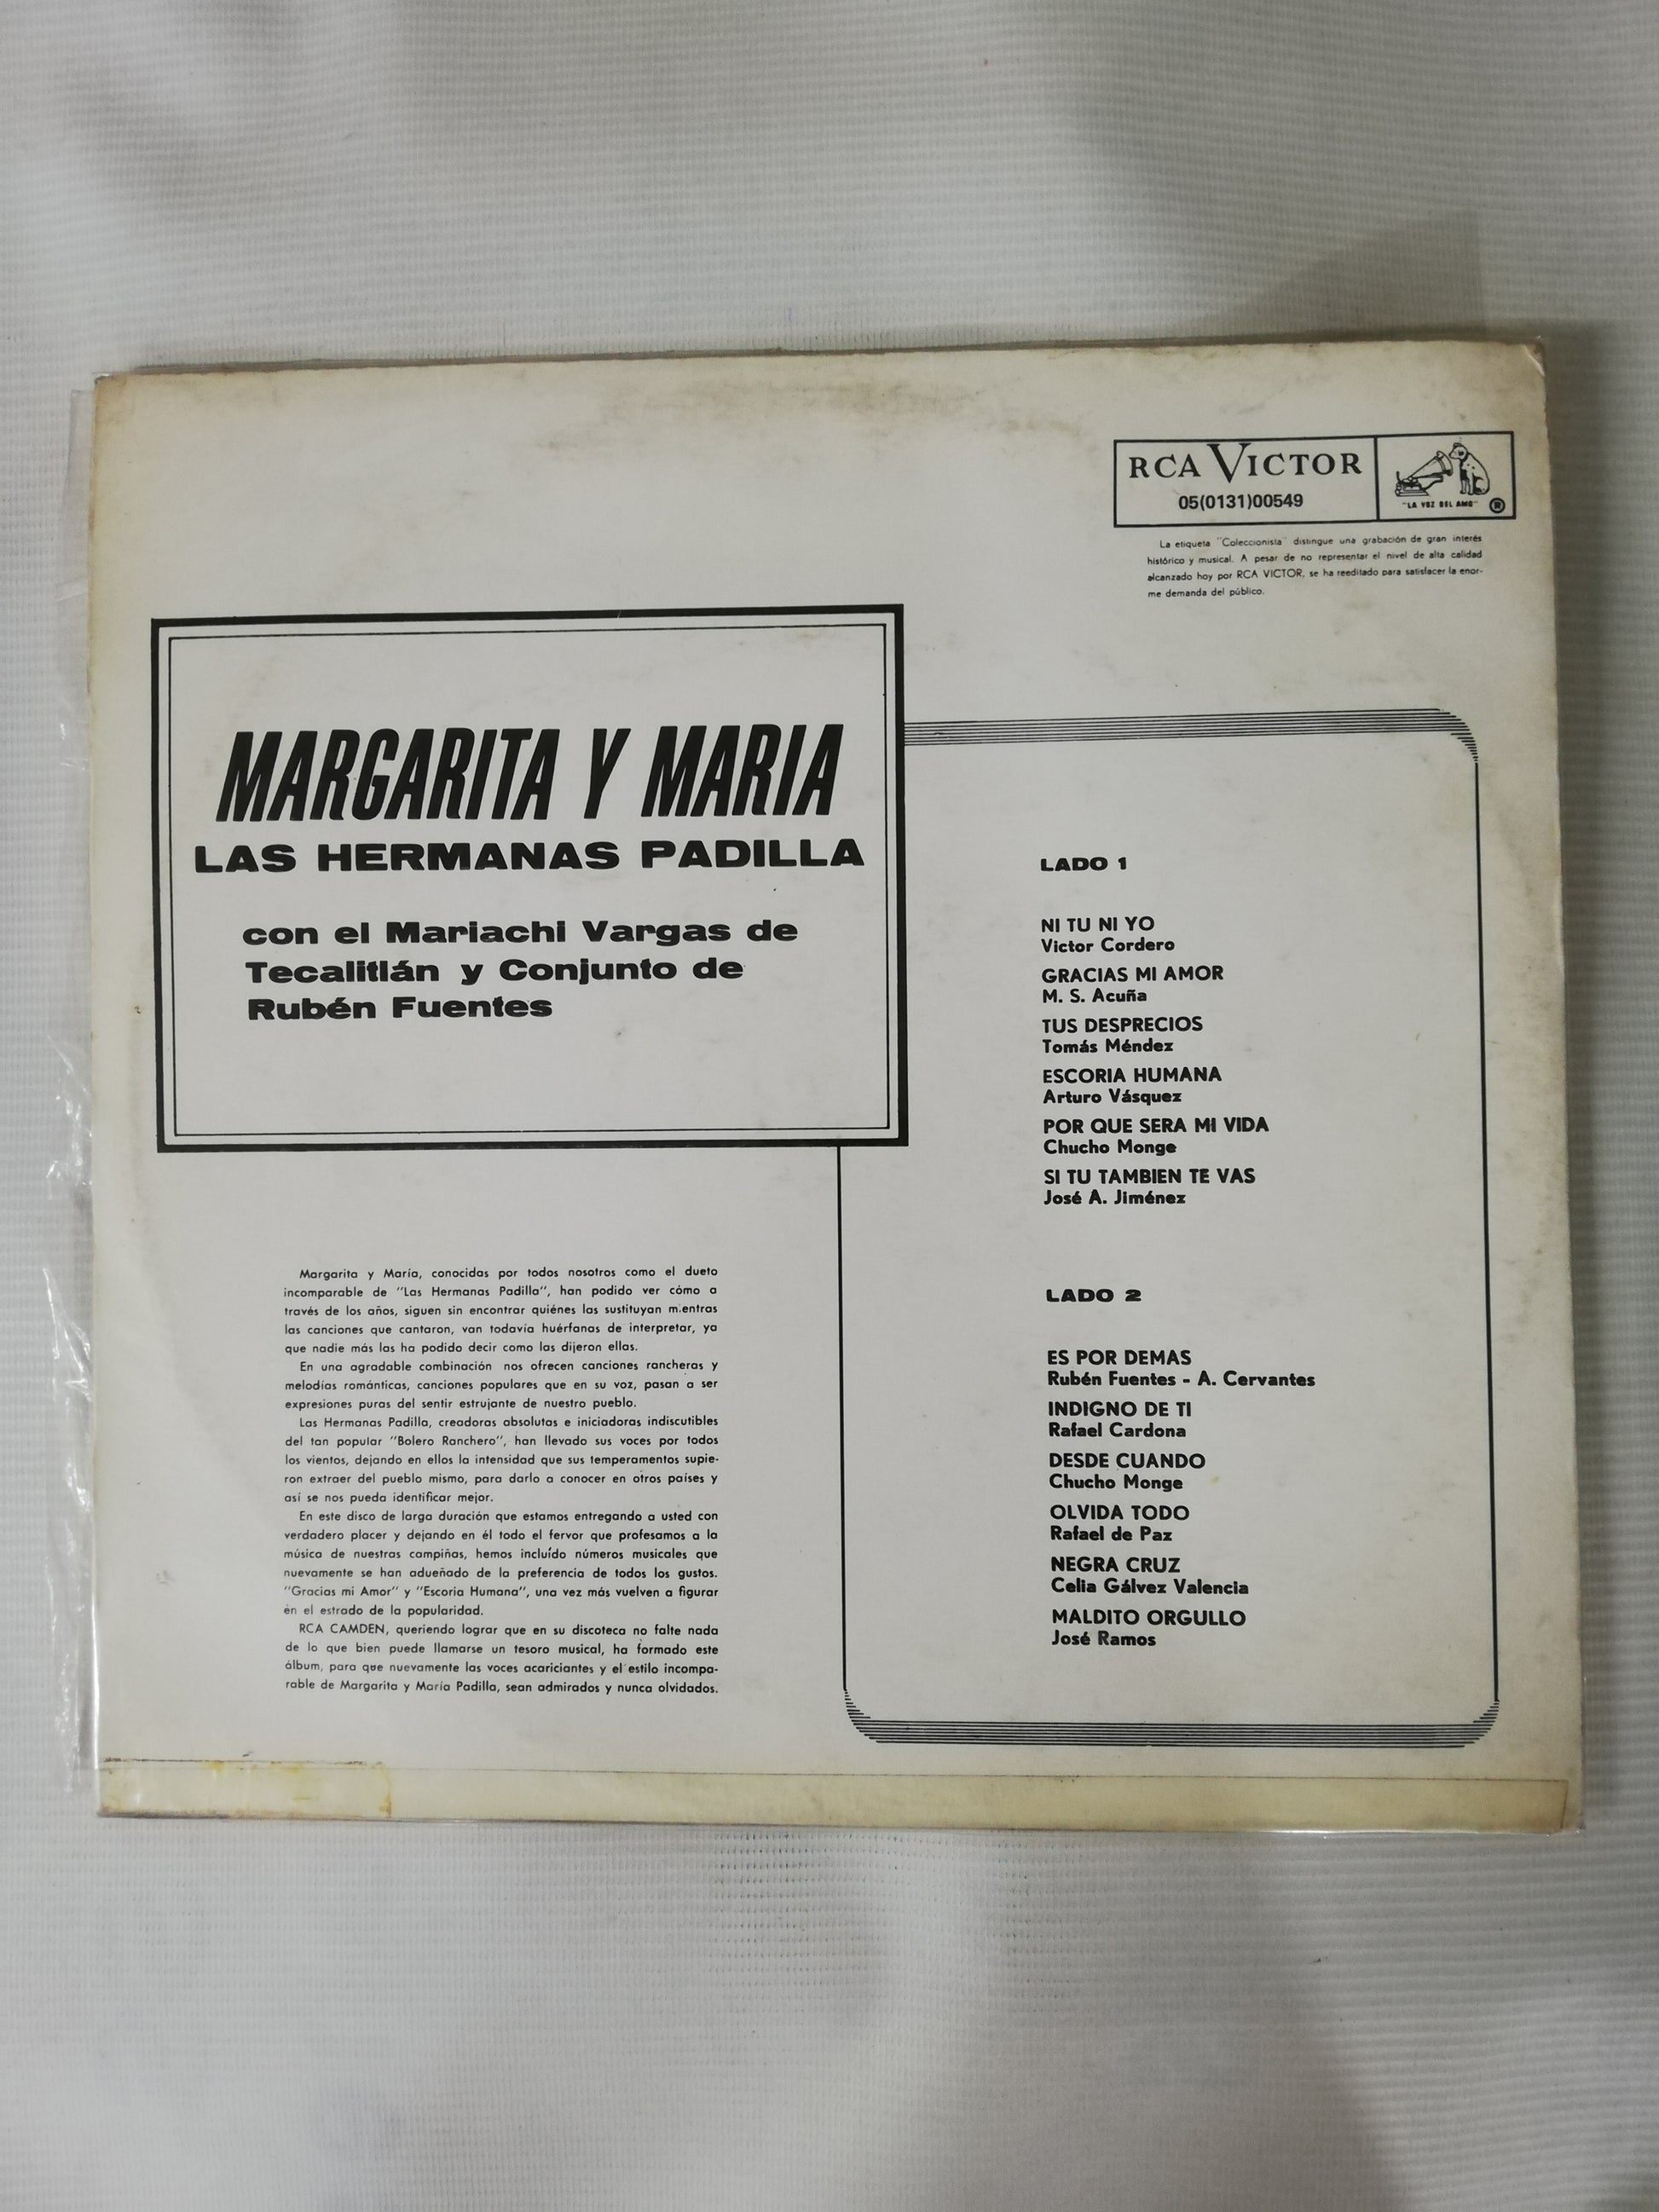 RCA VICTOR
05(0131)00549
"LA VOZ DEL AMO"
®
La etiqueta "Coleccionista" distingue una grabación de gran interés
histórico y musical. A pesar de no representar el nivel de alta calidad
alcanzado hoy por RCA VICTOR, se ha reeditado para satisfacer la enor-
me demanda del público.
MARGARITA Y MARIA
LAS HERMANAS PADILLA
con el Mariachi Vargas de
Tecalitlán y Conjunto de
Rubén Fuentes
Margarita y María, conocidas por todos nosotros como el dueto
incomparable de "Las Hermanas Padilla", han podido ver cómo a
través de los años, siguen sin encontrar quiénes las sustituyan mientras
las canciones que cantaron, van todavía huérfanas de interpretar, ya
que nadie más las ha podido decir como las dijeron ellas.
En una agradable combinación nos ofrecen canciones rancheras y
melodías románticas, canciones populares que en su voz, pasan a ser
expresiones puras del sentir estrujante de nuestro pueblo.
Las Hermanas Padilla, creadoras absolutas e iniciadoras indiscutibles
del tan popular "Bolero Ranchero", han llevado sus voces por todos
los vientos, dejando en ellos la intensidad que sus temperamentos supie-
ron extraer del pueblo mismo, para darlo a conocer en otros países y
así se nos pueda identificar mejor.
En este disco de larga duración que estamos entregando a usted con
verdadero placer y dejando en él todo el fervor que profesamos a la
música de nuestras campiñas, hemos incluído números musicales que
nuevamente se han adueñado de la preferencia de todos los gustos.
"Gracias mi Amor" y "Escoria Humana", una vez más vuelven a figurar
en el estrado de la popularidad.
RCA CAMDEN, queriendo lograr que en su discoteca no falte nada
de lo que bien puede llamarse un tesoro musical, ha formado este
álbum, para que nuevamente las voces acariciantes y el estilo incompa-
rable de Margarita y María Padilla, sean admirados y nunca olvidados.
LADO 1
NI TU NI YO
Victor Cordero
GRACIAS MI AMOR
M. S. Acuña
TUS DESPRECIOS
Tomás Méndez
ESCORIA HUMANA
Arturo Vásquez
POR QUE SERA MI VIDA
Chucho Monge
SI TU TAMBIEN TE VAS
José A. Jiménez
LADO 2
ES POR DEMAS
Rubén Fuentes - A. Cervantes
INDIGNO DE TI
Rafael Cardona
DESDE CUANDO
Chucho Monge
OLVIDA TODO
Rafael de Paz
NEGRA CRUZ
Celia Gálvez Valencia
MALDITO ORGULLO
José Ramos